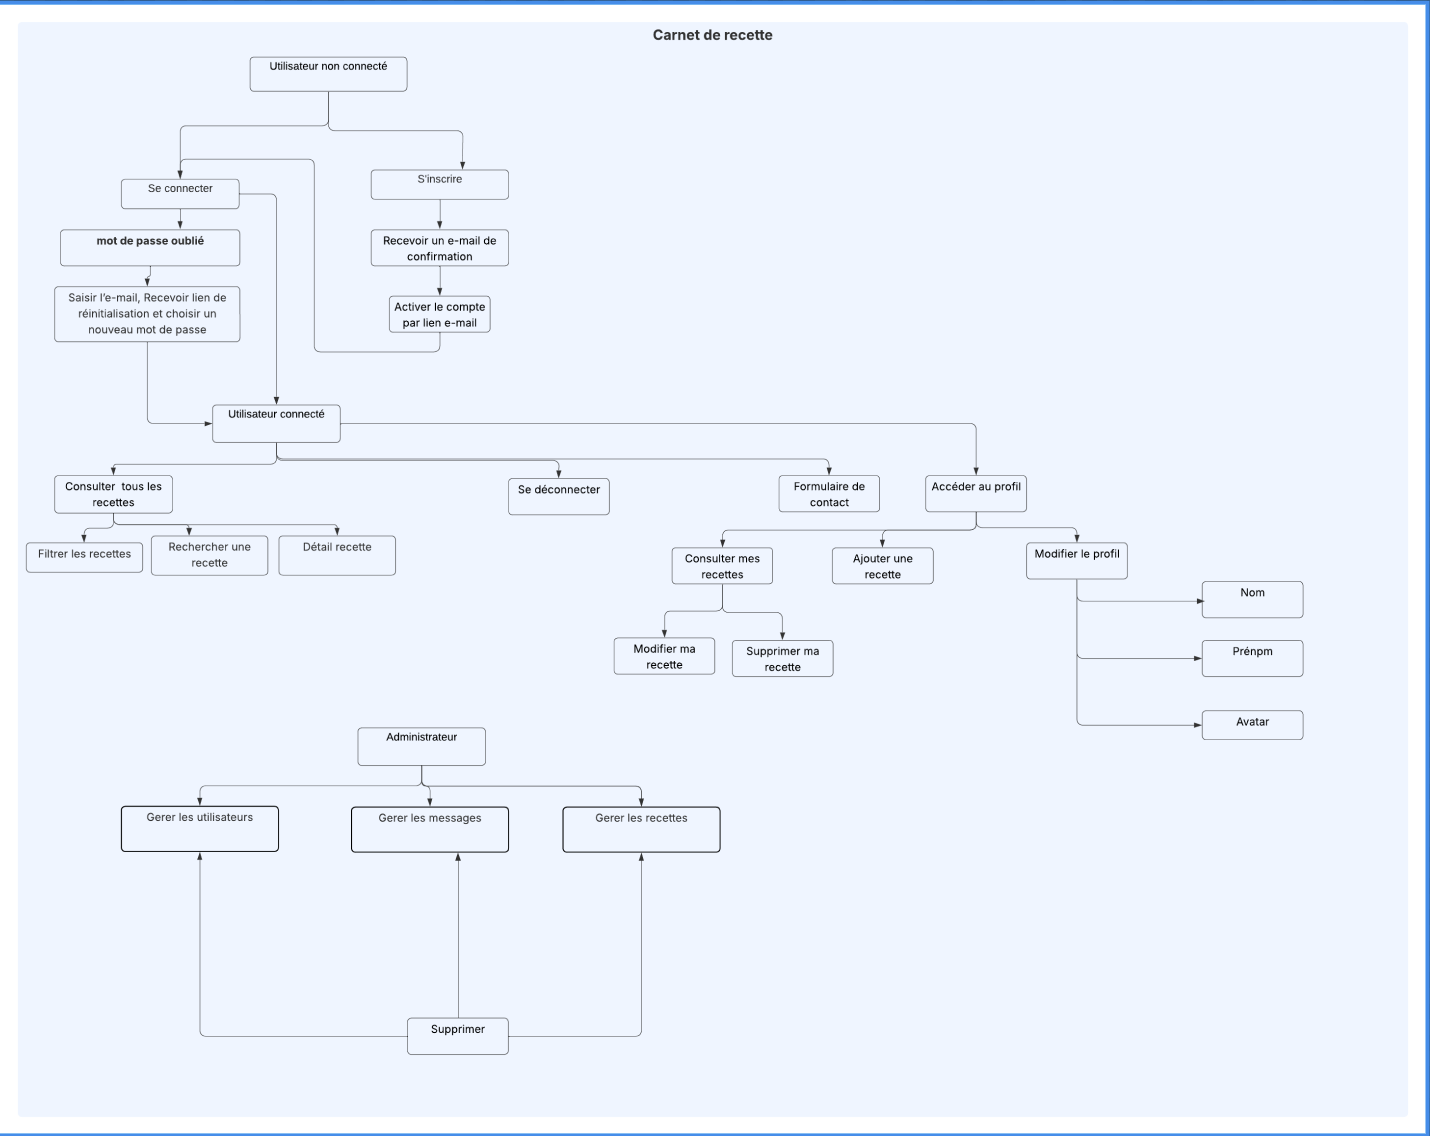 Carnet de recette
Utilisateur non connecté
Se connecter
S'inscrire
mot de passe oublié
Recevoir un e-mail de
confirmation
Saisir l'e-mail, Recevoir lien de
réinitialisation et choisir un
nouveau mot de passe
Activer le compte
par lien e-mail
Utilisateur connecté
Consulter  tous les
recettes
Se déconnecter
Formulaire de
contact
Accéder au profil
Filtrer les recettes
Rechercher une
recette
Détail recette
Consulter mes
recettes
Ajouter une
recette
Modifier le profil
Nom
Modifier ma
recette
Supprimer ma
recette
Prénpm
Avatar
Administrateur
Gerer les utilisateurs
Gerer les messages
Gerer les recettes
Supprimer